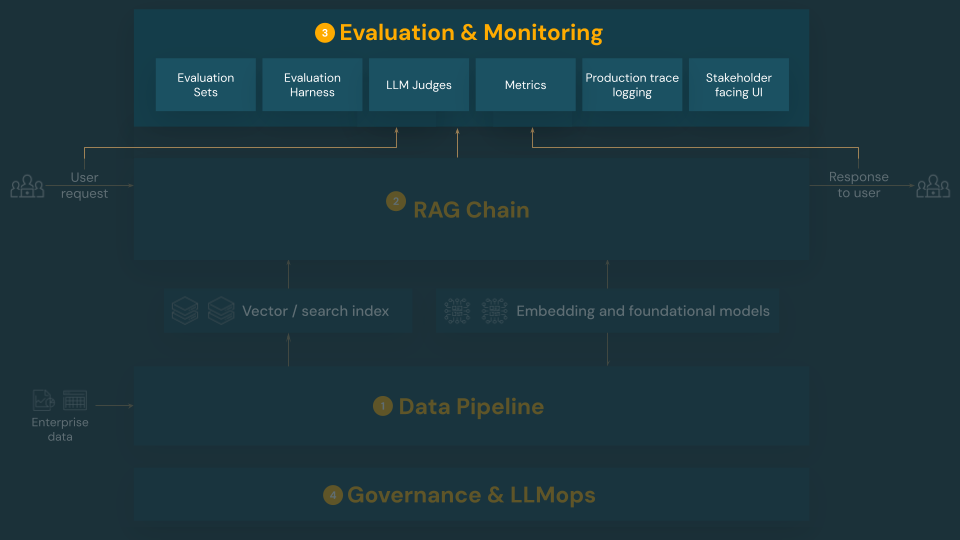 3 Evaluation & Monitoring
Evaluation
Sets
Evaluation
Harness
LLM Judges
Metrics
Production trace
logging
Stakeholder
facing UI
User
request
2 RAG Chain
Response
to user
Vector / search index
Embedding and foundational models
1 Data Pipeline
Enterprise
data
4 Governance & LLMops